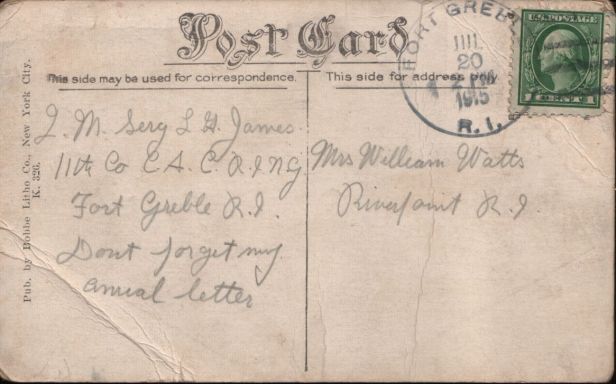 Post Card
This side may be used for correspondence.
This side for address only
FORT GREBLE
JUL
20
1915
R.I.
U.S. POSTAGE
1 CENT 1
Q. M. Serg L H James
11th Co C. A. C. R. I. N G
Fort Greble R.I.
Dont forget my
anual letter
Mrs William Watts
Riverpoint R.I.
Pub. by Bobbe Litho Co., New York City.
K. 326.